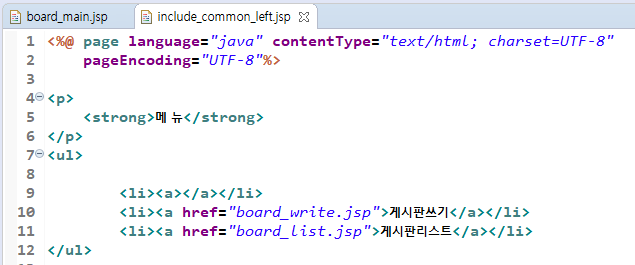 board_main.jsp include_common_left.jsp
1 <%@ page language="java" contentType="text/html; charset=UTF-8"
2     pageEncoding="UTF-8"%>
3
4 <p>
5     <strong>메 뉴</strong>
6 </p>
7 <ul>
8
9         <li><a></a></li>
10         <li><a href="board_write.jsp">게시판쓰기</a></li>
11         <li><a href="board_list.jsp">게시판리스트</a></li>
12 </ul>